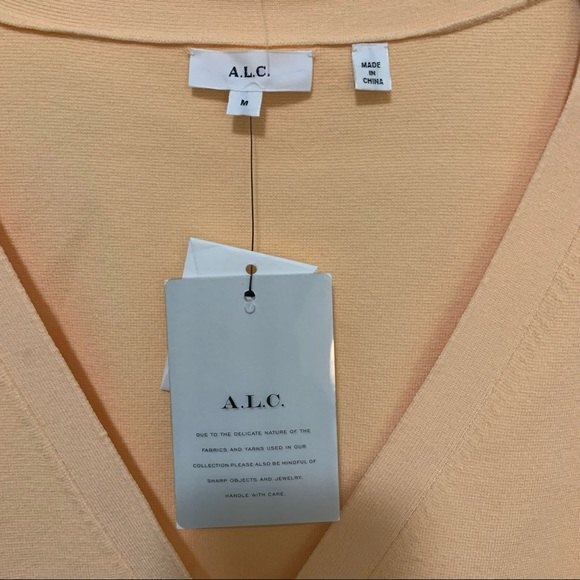 A.L.C.
M
MADE
IN
CHINA
A.L.C.
DUE TO THE DELICATE NATURE OF THE
FABRICS AND YARNS USED IN OUR
COLLECTION PLEASE ALSO BE MINDFUL OF
SHARP OBJECTS AND JEWELRY.
HANDLE WITH CARE.